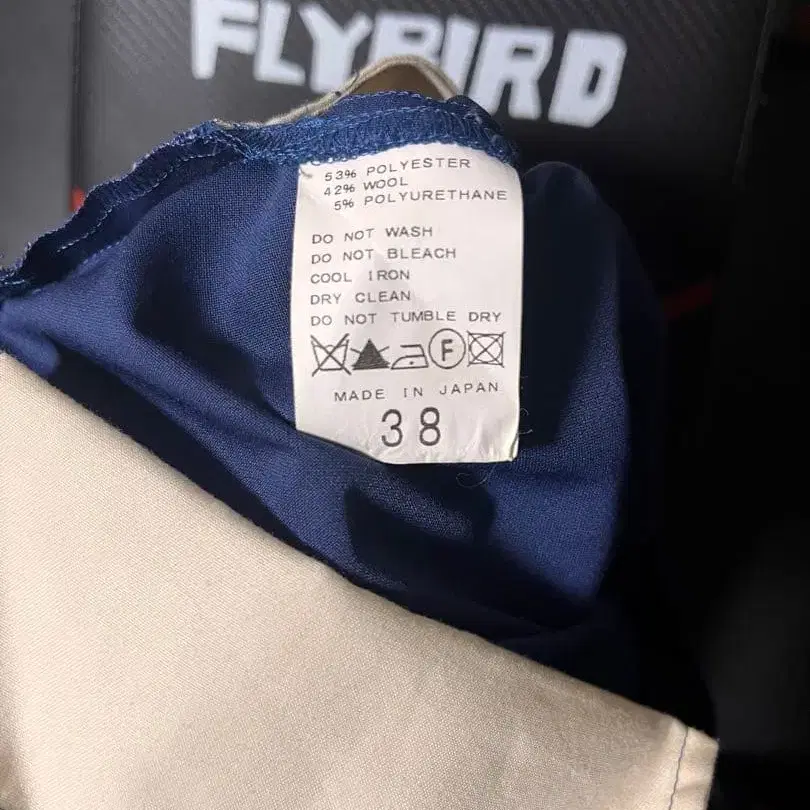 FLYBIRD
53% POLYESTER
42% WOOL
5% POLYURETHANE
DO NOT WASH
DO NOT BLEACH
COOL IRON
DRY CLEAN
DO NOT TUMBLE DRY
F
MADE IN JAPAN
38